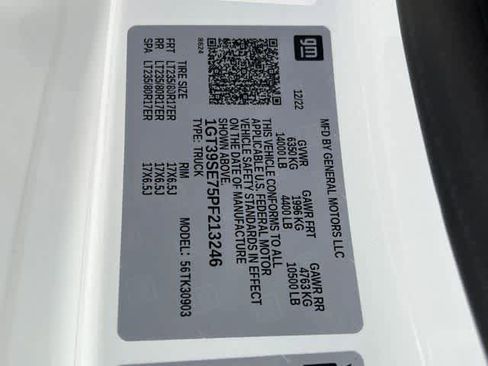 gm
MFD BY GENERAL MOTORS LLC
12/22
GVWR
6350 KG
14000 LB
GAWR FRT
1996 KG
4400 LB
GAWR RR
4763 KG
10500 LB
THIS VEHICLE CONFORMS TO ALL
APPLICABLE U.S. FEDERAL MOTOR
VEHICLE SAFETY STANDARDS IN EFFECT
ON THE DATE OF MANUFACTURE
SHOWN ABOVE.
1GT39SE75PF213246
TYPE: TRUCK
MODEL: 56TK30903
TIRE SIZE
RIM
FRT LT235/80R17ER 17X6.5J
RR LT235/80R17ER 17X6.5J
SPA LT235/80R17ER 17X6.5J